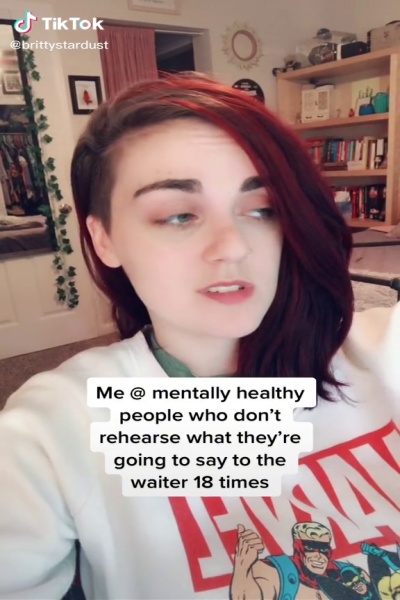 TikTok
@brittystardust
Me @ mentally healthy
people who don't
rehearse what they're
going to say to the
waiter 18 times
MARVEL